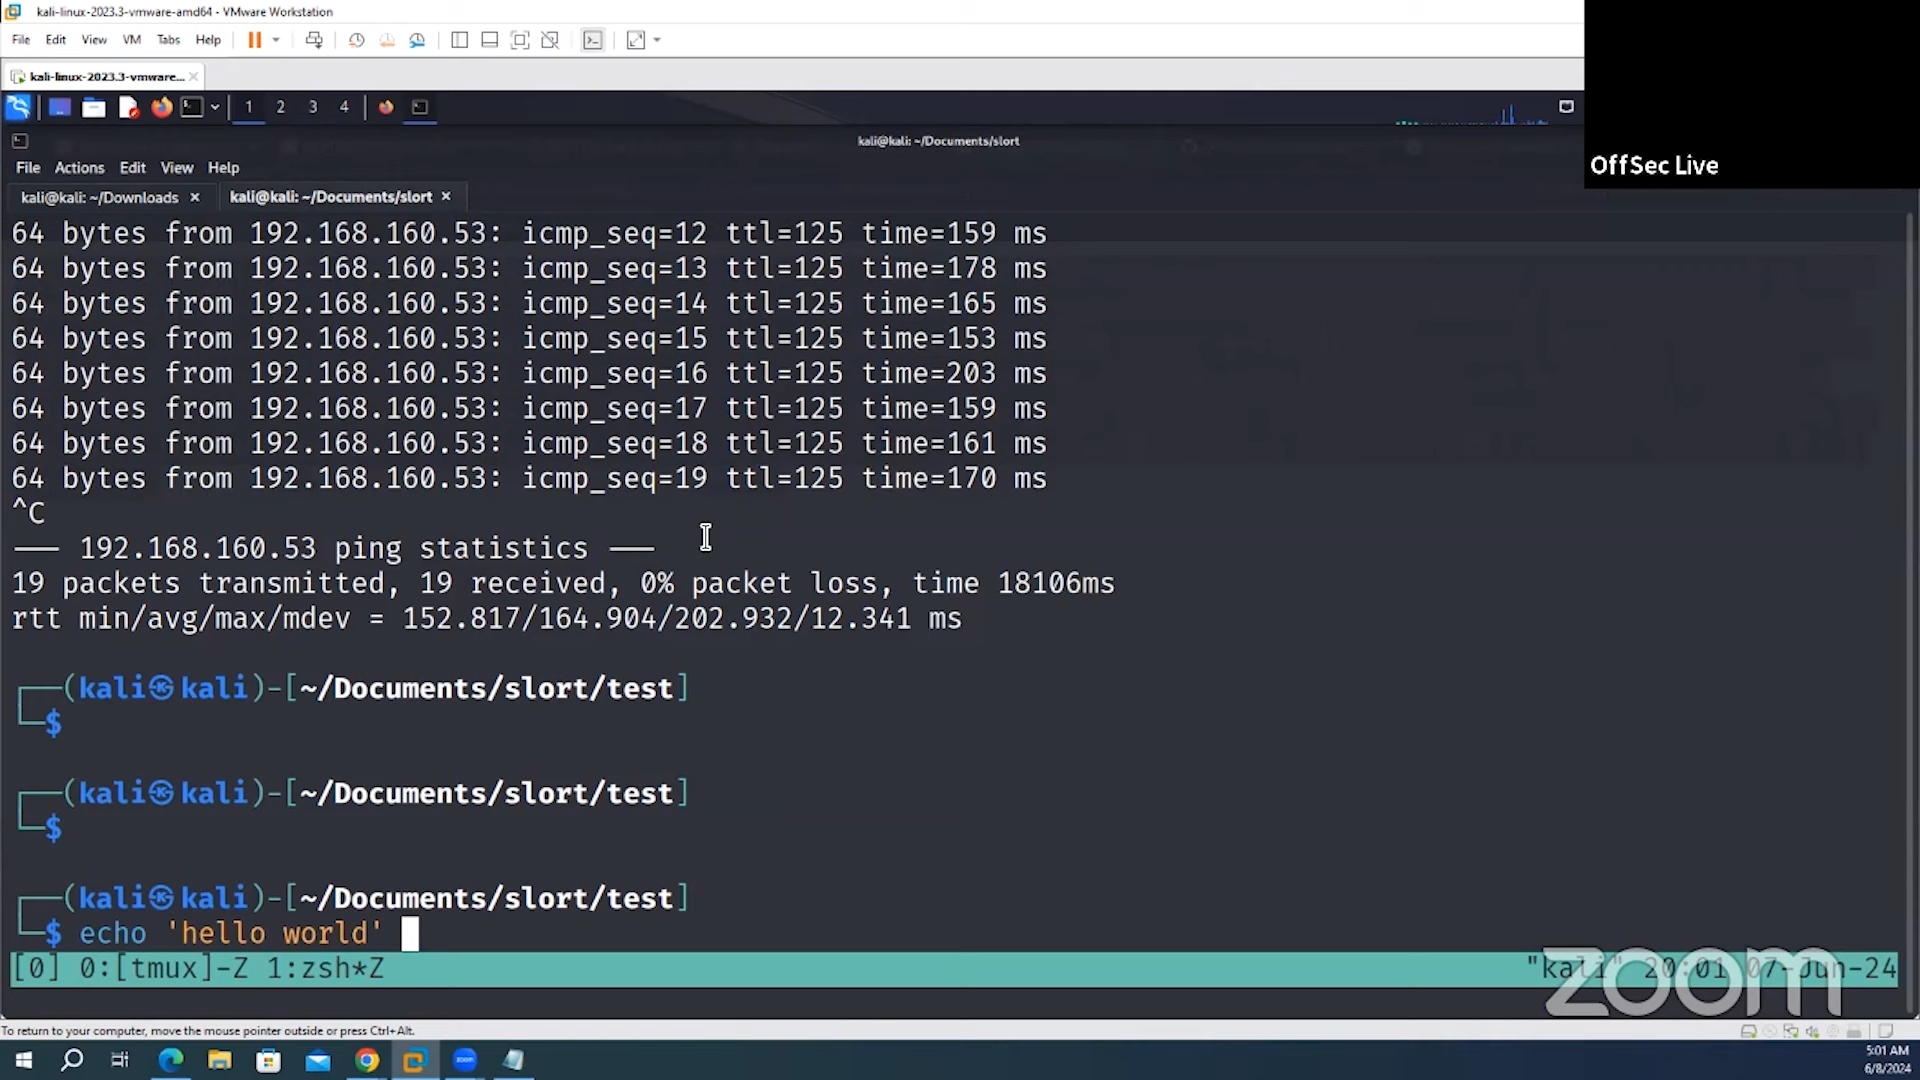 kali-linux-2023.3-vmware-amd64 - VMware Workstation
File Edit View VM Tabs Help
kali-linux-2023.3-vmware...
1 2 3 4
kali@kali: ~/Documents/slort
OffSec Live
File Actions Edit View Help
kali@kali: ~/Downloads kali@kali: ~/Documents/slort
64 bytes from 192.168.160.53: icmp_seq=12 ttl=125 time=159 ms
64 bytes from 192.168.160.53: icmp_seq=13 ttl=125 time=178 ms
64 bytes from 192.168.160.53: icmp_seq=14 ttl=125 time=165 ms
64 bytes from 192.168.160.53: icmp_seq=15 ttl=125 time=153 ms
64 bytes from 192.168.160.53: icmp_seq=16 ttl=125 time=203 ms
64 bytes from 192.168.160.53: icmp_seq=17 ttl=125 time=159 ms
64 bytes from 192.168.160.53: icmp_seq=18 ttl=125 time=161 ms
64 bytes from 192.168.160.53: icmp_seq=19 ttl=125 time=170 ms
^C
--- 192.168.160.53 ping statistics ---
19 packets transmitted, 19 received, 0% packet loss, time 18106ms
rtt min/avg/max/mdev = 152.817/164.904/202.932/12.341 ms
┌──(kali㉿kali)-[~/Documents/slort/test]
└─$
┌──(kali㉿kali)-[~/Documents/slort/test]
└─$
┌──(kali㉿kali)-[~/Documents/slort/test]
└─$ echo 'hello world'
[0] 0:[tmux]-Z 1:zsh*Z "kali" 20:01 07-Jun-24
zoom
To return to your computer, move the mouse pointer outside or press Ctrl+Alt.
zoom
5:01 AM
6/8/2024